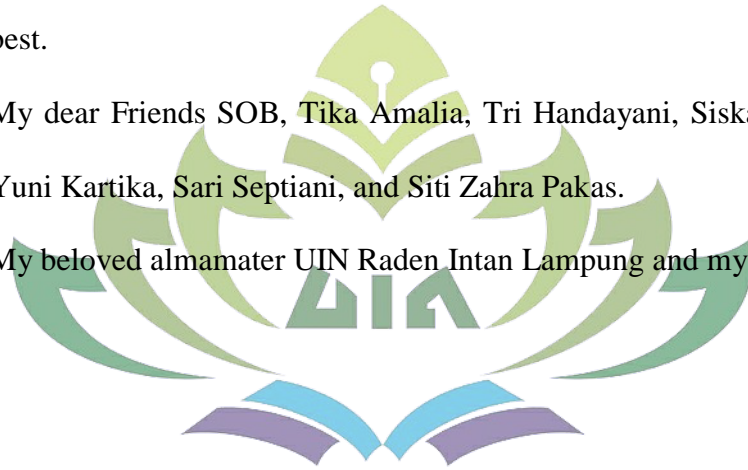 best.
My dear Friends SOB, Tika Amalia, Tri Handayani, Siska
Yuni Kartika, Sari Septiani, and Siti Zahra Pakas.
My beloved almamater UIN Raden Intan Lampung and my
UIN